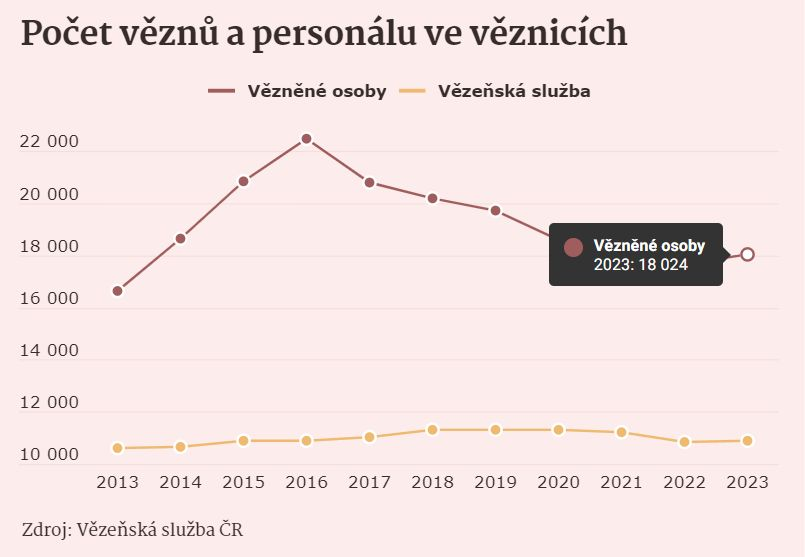 Počet věznů a personálu ve věznicích
Vězněné osoby Vězeňská služba
22 000
20 000
18 000
16 000
14 000
12 000
10 000
Vězněné osoby
2023: 18 024
2013 2014 2015 2016 2017 2018 2019 2020 2021 2022 2023
Zdroj: Vězeňská služba ČR